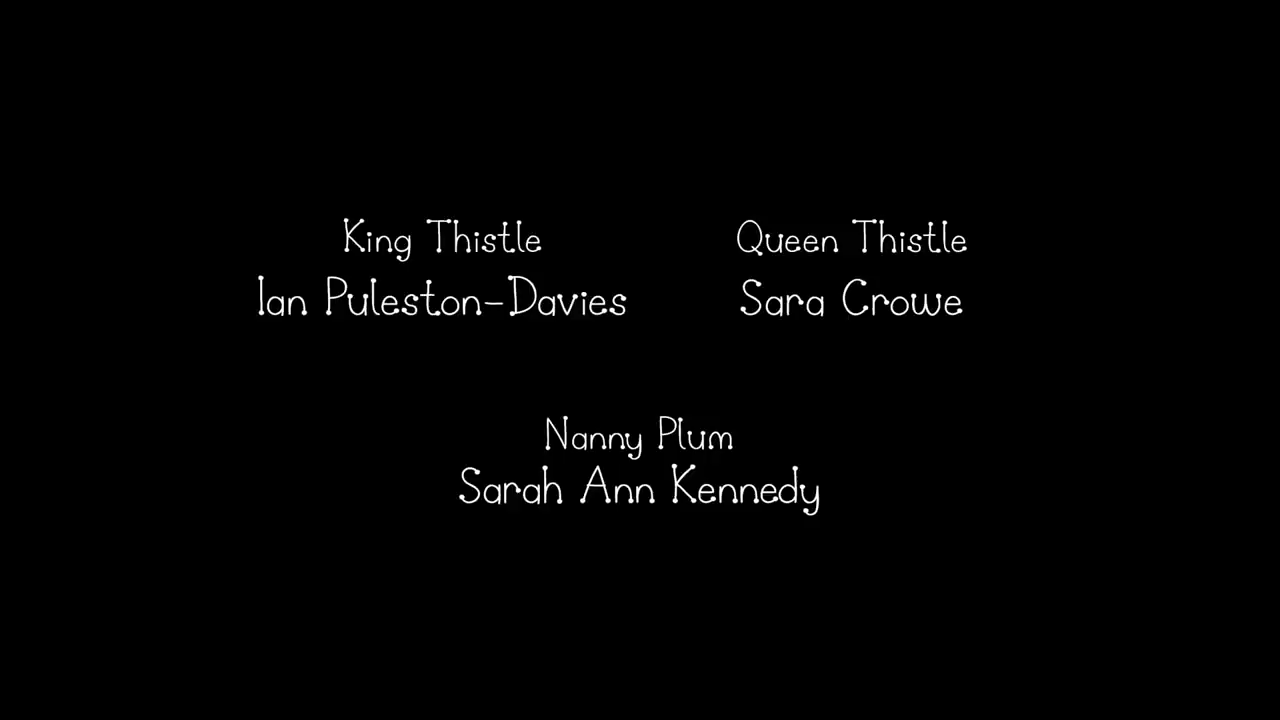 King Thistle
Ian Puleston-Davies
Queen Thistle
Sara Crowe
Nanny Plum
Sarah Ann Kennedy